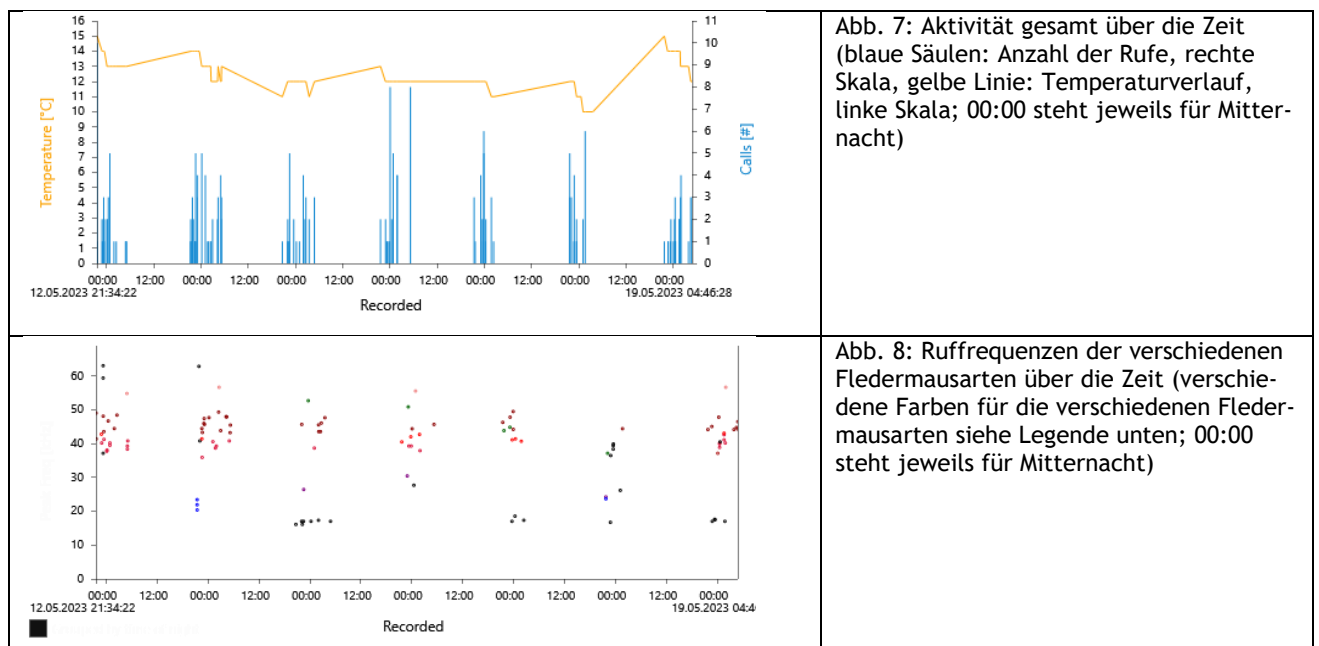 16
15
14
13
12
11
10
9
8
7
6
5
4
3
2
1
0
Temperature [°C]
11
10
9
8
7
6
5
4
3
2
1
0
Calls [#]
00:00 12:00 00:00 12:00 00:00 12:00 00:00 12:00 00:00 12:00 00:00 12:00 00:00
12.05.2023 21:34:22 19.05.2023 04:46:28
Recorded
Abb. 7: Aktivität gesamt über die Zeit
(blaue Säulen: Anzahl der Rufe, rechte
Skala, gelbe Linie: Temperaturverlauf,
linke Skala; 00:00 steht jeweils für Mitter-
nacht)
60
50
40
30
20
10
0
00:00 12:00 00:00 12:00 00:00 12:00 00:00 12:00 00:00 12:00 00:00 12:00 00:00
12.05.2023 21:34:22 19.05.2023 04:4
Recorded
Abb. 8: Ruffrequenzen der verschiedenen
Fledermausarten über die Zeit (verschie-
dene Farben für die verschiedenen Fleder-
mausarten siehe Legende unten; 00:00
steht jeweils für Mitternacht)